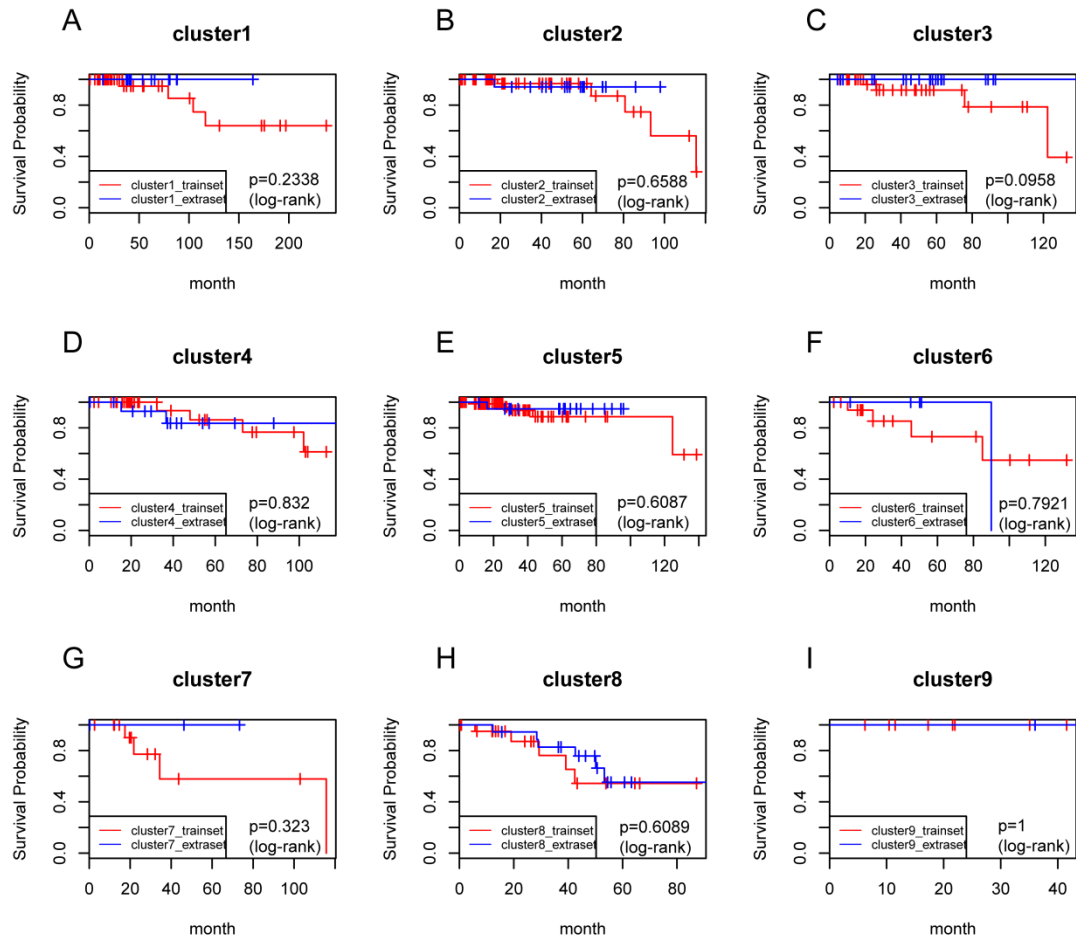 A
cluster1
Survival Probability
0.0 0.4 0.8
cluster1_trainset
cluster1_extraset
p=0.2338
(log-rank)
0 50 100 150 200
month
B
cluster2
Survival Probability
0.0 0.4 0.8
cluster2_trainset
cluster2_extraset
p=0.6588
(log-rank)
0 20 40 60 80 100
month
C
cluster3
Survival Probability
0.0 0.4 0.8
cluster3_trainset
cluster3_extraset
p=0.0958
(log-rank)
0 20 40 60 80 120
month
D
cluster4
Survival Probability
0.0 0.4 0.8
cluster4_trainset
cluster4_extraset
p=0.832
(log-rank)
0 20 40 60 80 100
month
E
cluster5
Survival Probability
0.0 0.4 0.8
cluster5_trainset
cluster5_extraset
p=0.6087
(log-rank)
0 20 40 60 80 120
month
F
cluster6
Survival Probability
0.0 0.4 0.8
cluster6_trainset
cluster6_extraset
p=0.7921
(log-rank)
0 20 40 60 80 120
month
G
cluster7
Survival Probability
0.0 0.4 0.8
cluster7_trainset
cluster7_extraset
p=0.323
(log-rank)
0 20 40 60 80 120
month
H
cluster8
Survival Probability
0.0 0.4 0.8
cluster8_trainset
cluster8_extraset
p=0.6089
(log-rank)
0 20 40 60 80
month
I
cluster9
Survival Probability
0.0 0.4 0.8
cluster9_trainset
cluster9_extraset
p=1
(log-rank)
0 10 20 30 40
month